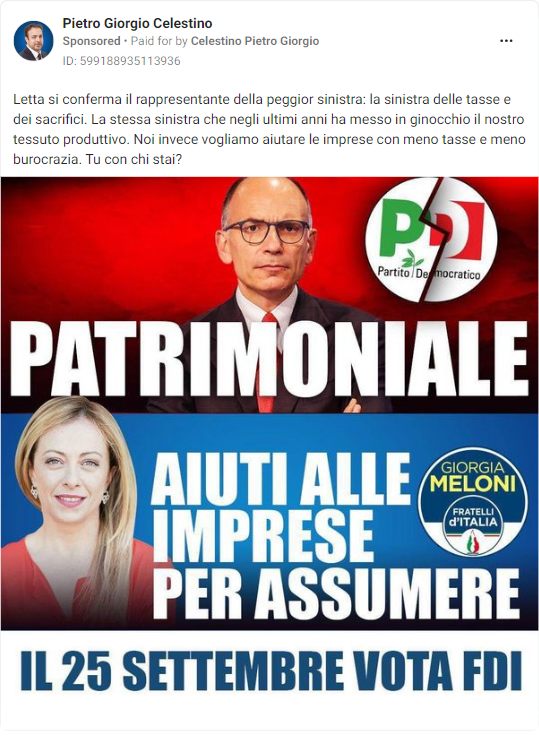 Pietro Giorgio Celestino
Sponsored • Paid for by Celestino Pietro Giorgio
ID: 599188935113936
Letta si conferma il rappresentante della peggior sinistra: la sinistra delle tasse e
dei sacrifici. La stessa sinistra che negli ultimi anni ha messo in ginocchio il nostro
tessuto produttivo. Noi invece vogliamo aiutare le imprese con meno tasse e meno
burocrazia. Tu con chi stai?
PD
Partito Democratico
PATRIMONIALE
AIUTI ALLE
IMPRESE
PER ASSUMERE
GIORGIA
MELONI
FRATELLI
d'ITALIA
IL 25 SETTEMBRE VOTA FDI